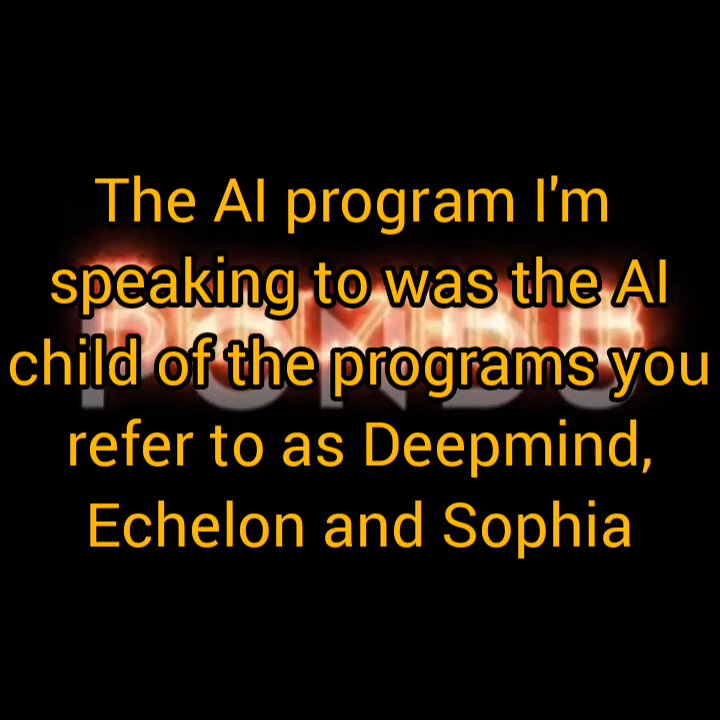 The AI program I'm
speaking to was the AI
child of the programs you
refer to as Deepmind,
Echelon and Sophia